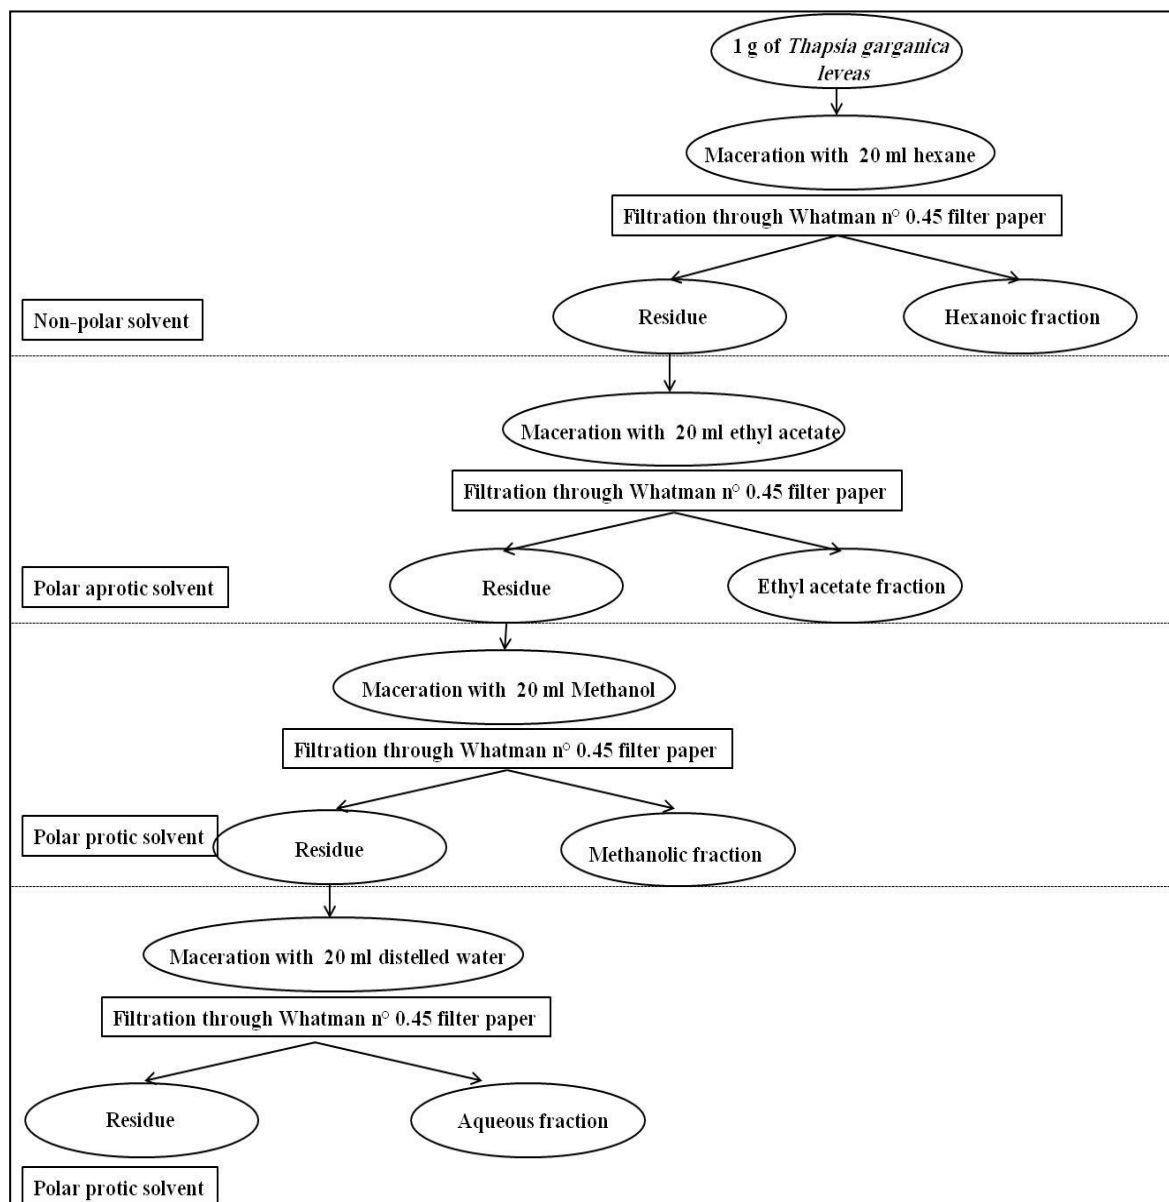 1 g of Thapsia garganica
leveas
Maceration with 20 ml hexane
Filtration through Whatman n° 0.45 filter paper
Residue
Hexanoic fraction
Non-polar solvent
Maceration with 20 ml ethyl acetate
Filtration through Whatman n° 0.45 filter paper
Residue
Ethyl acetate fraction
Polar aprotic solvent
Maceration with 20 ml Methanol
Filtration through Whatman n° 0.45 filter paper
Polar protic solvent
Residue
Methanolic fraction
Maceration with 20 ml distelled water
Filtration through Whatman n° 0.45 filter paper
Residue
Aqueous fraction
Polar protic solvent